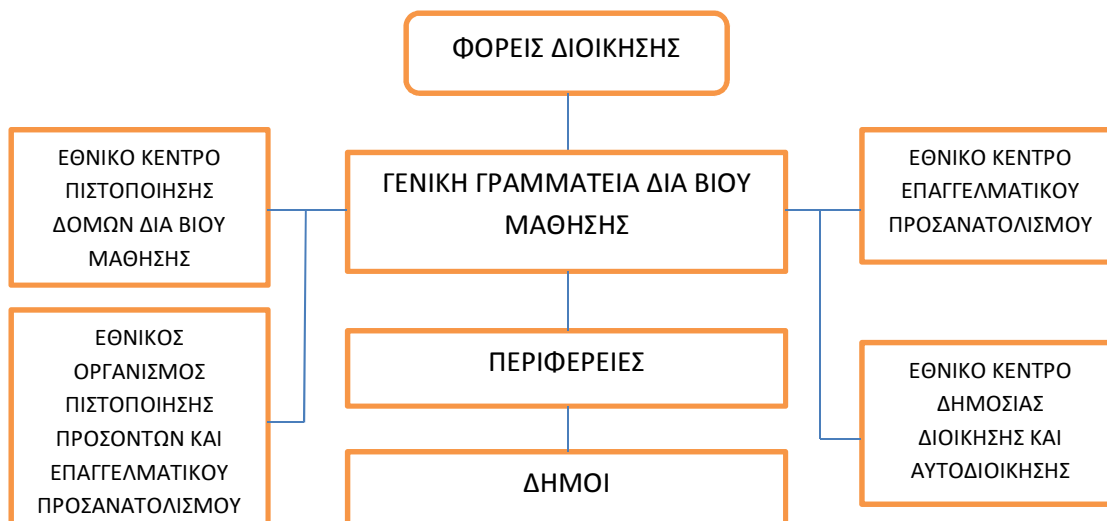 ΦΟΡΕΙΣ ΔΙΟΙΚΗΣΗΣ
ΕΘΝΙΚΟ ΚΕΝΤΡΟ
ΠΙΣΤΟΠΟΙΗΣΗΣ
ΔΟΜΩΝ ΔΙΑ ΒΙΟΥ
ΜΑΘΗΣΗΣ
ΓΕΝΙΚΗ ΓΡΑΜΜΑΤΕΙΑ ΔΙΑ ΒΙΟΥ
ΜΑΘΗΣΗΣ
ΕΘΝΙΚΟ ΚΕΝΤΡΟ
ΕΠΑΓΓΕΛΜΑΤΙΚΟΥ
ΠΡΟΣΑΝΑΤΟΛΙΣΜΟΥ
ΕΘΝΙΚΟΣ
ΟΡΓΑΝΙΣΜΟΣ
ΠΙΣΤΟΠΟΙΗΣΗΣ
ΠΡΟΣΟΝΤΩΝ ΚΑΙ
ΕΠΑΓΓΕΛΜΑΤΙΚΟΥ
ΠΡΟΣΑΝΑΤΟΛΙΣΜΟΥ
ΠΕΡΙΦΕΡΕΙΕΣ
ΕΘΝΙΚΟ ΚΕΝΤΡΟ
ΔΗΜΟΣΙΑΣ
ΔΙΟΙΚΗΣΗΣ ΚΑΙ
ΑΥΤΟΔΙΟΙΚΗΣΗΣ
ΔΗΜΟΙ